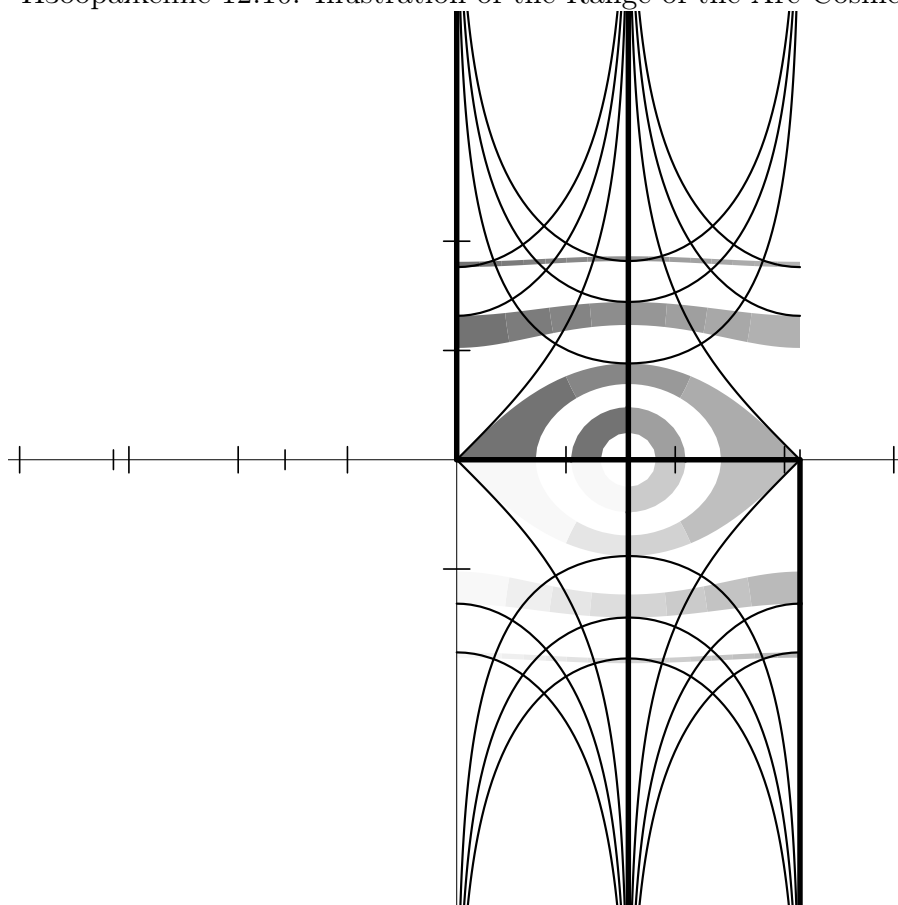 Изображение 12.10: Illustration of the Range of the Arc Cosine